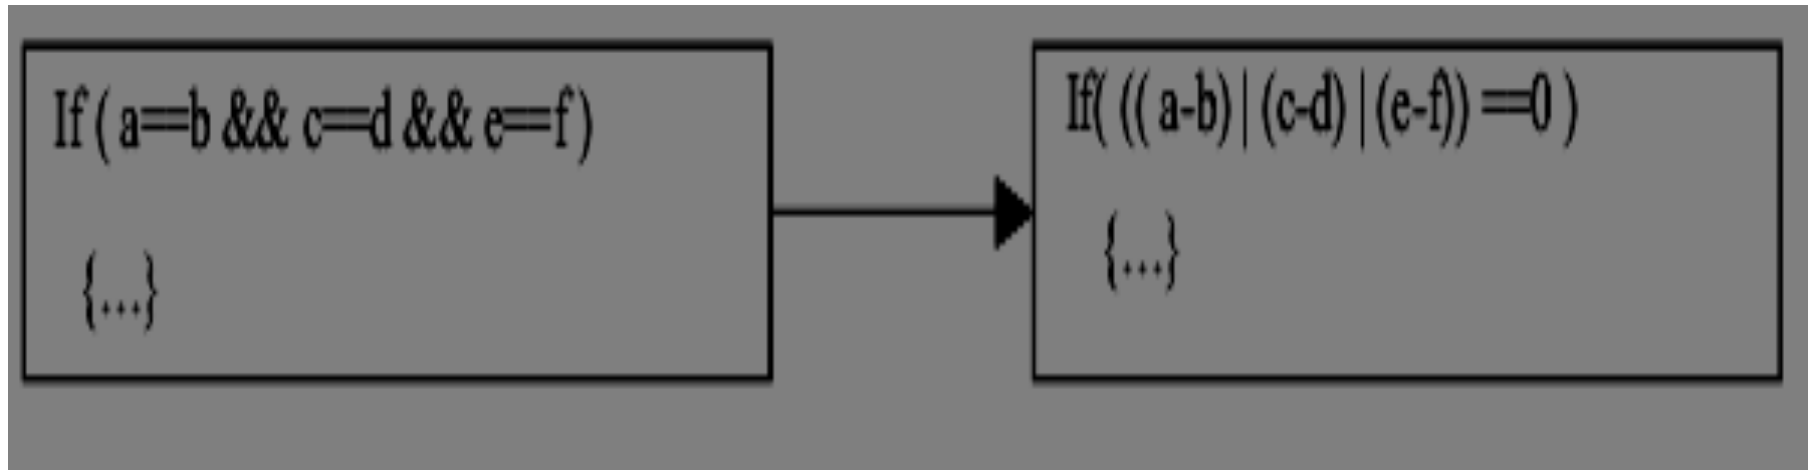 If ( a==b && c==d && e==f )
{...}
If( (( a-b) | (c-d) | (e-f)) ==0 )
{...}